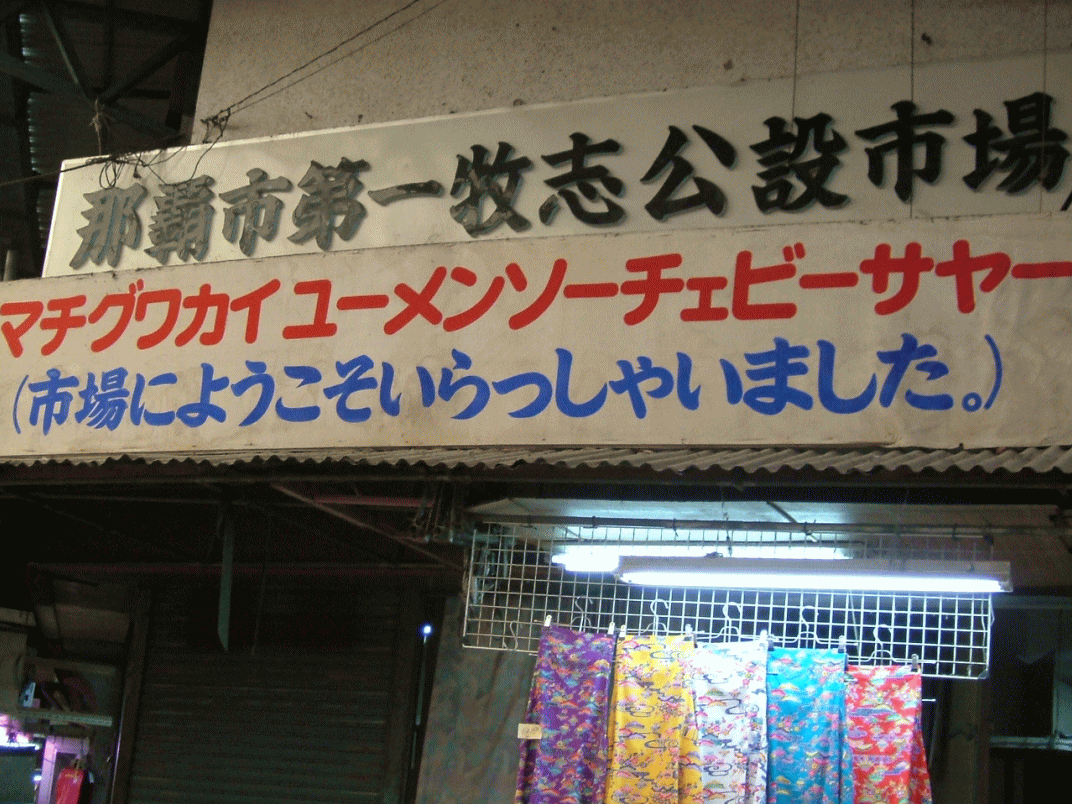 那覇市第一牧志公設市場
マチグヮカイ ユーメンソーチェービーサヤー
(市場にようこそいらっしゃいました。)